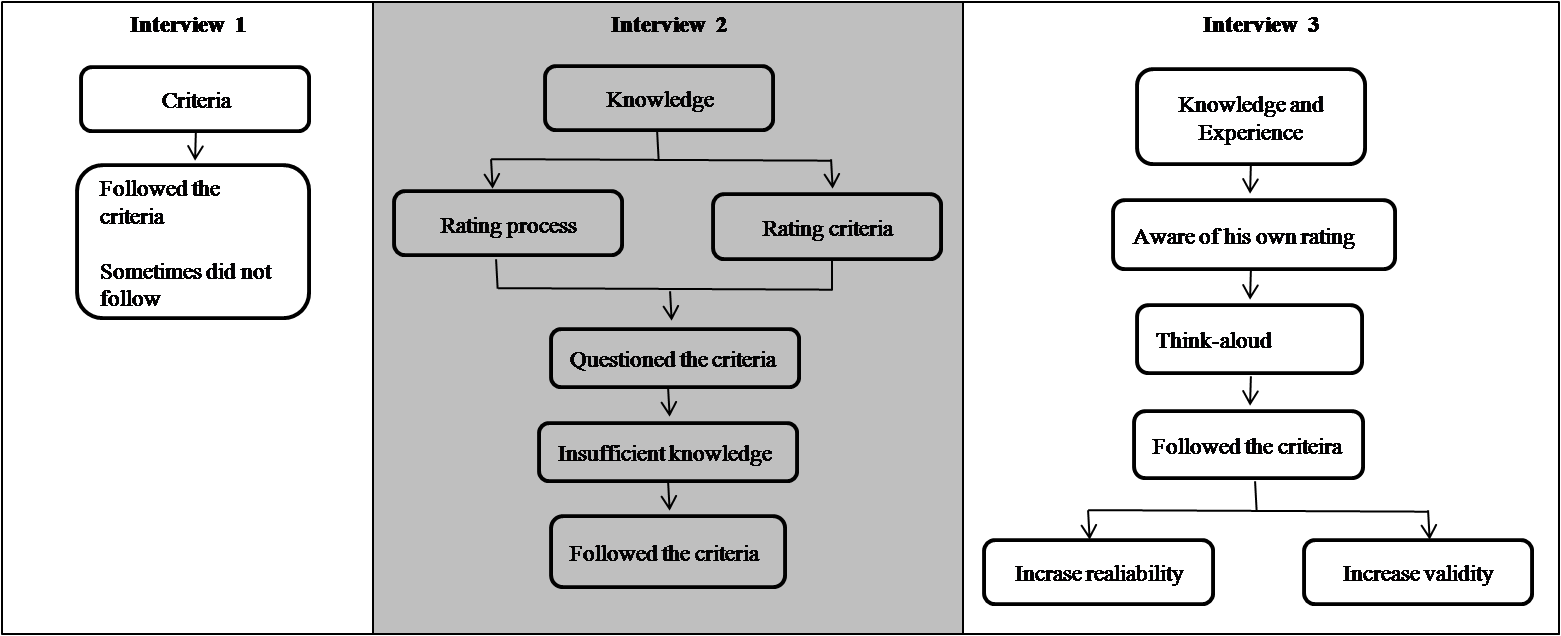 Interview 1
Criteria
Followed the
criteria
Sometimes did not
follow
Interview 2
Knowledge
Rating process
Rating criteria
Questioned the criteria
Insufficient knowledge
Followed the criteria
Interview 3
Knowledge and
Experience
Aware of his own rating
Think-aloud
Followed the criteira
Incrase realiability
Increase validity